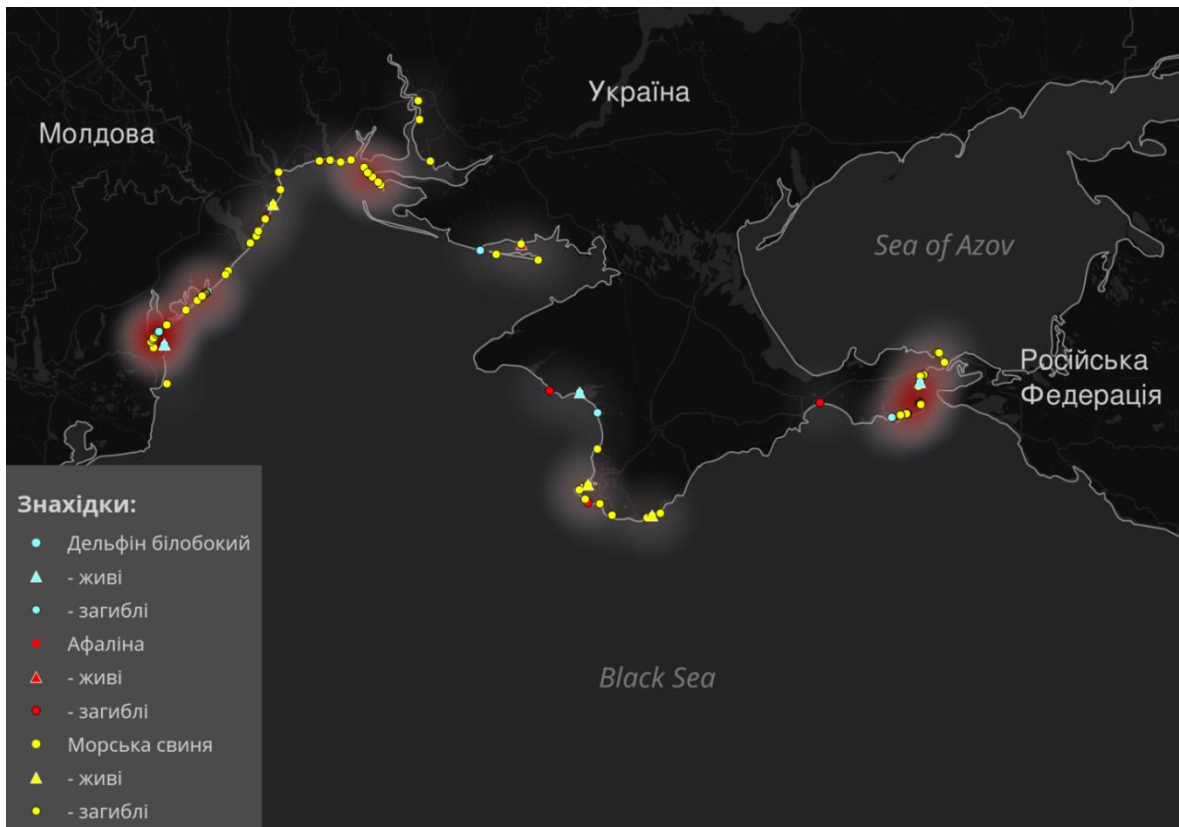 Україна
Молдова
Sea of Azov
Російська
Федерація
Знахідки:
Дельфін білобокий
- живі
- загиблі
Афаліна
- живі
- загиблі
Морська свиня
- живі
- загиблі
Black Sea